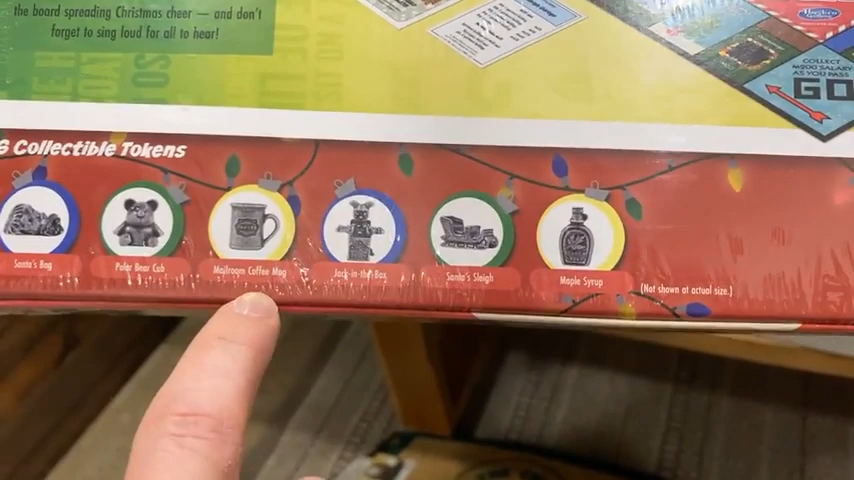 the board spreading Christmas cheer — and don't
forget to sing loud for all to hear!
COLLECT
M200 SALARY
AS YOU PASS
GO
6 Collectible Tokens
Santa's Bag
Polar Bear Cub
Mailroom Coffee Mug
Jack-in-the-Box
Santa's Sleigh
Maple Syrup
(Not shown at actual size.)